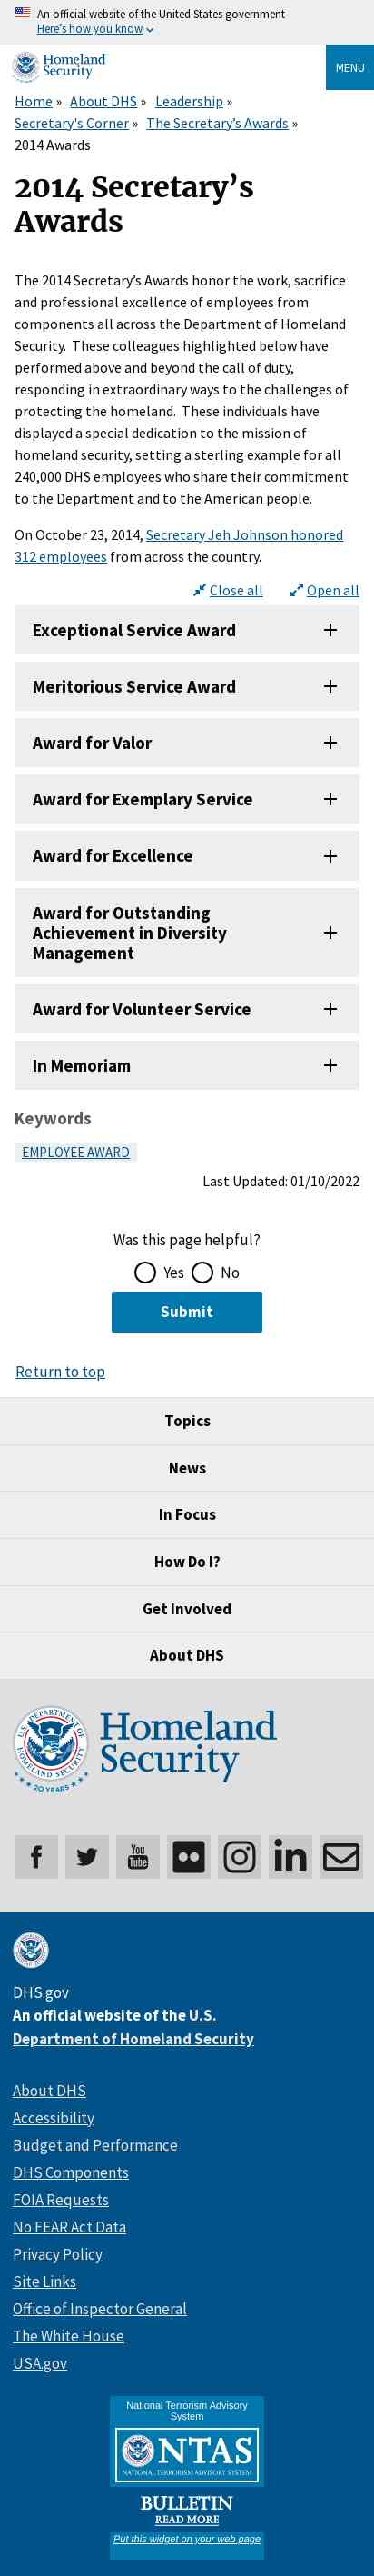 An official website of the United States government
Here's how you know
Homeland
Security
MENU
Home » About DHS » Leadership »
Secretary's Corner » The Secretary’s Awards »
2014 Awards
2014 Secretary’s
Awards
The 2014 Secretary’s Awards honor the work, sacrifice
and professional excellence of employees from
components all across the Department of Homeland
Security.  These colleagues highlighted below have
performed above and beyond the call of duty,
responding in extraordinary ways to the challenges of
protecting the homeland.  These individuals have
displayed a special dedication to the mission of
homeland security, setting a sterling example for all
240,000 DHS employees who share their commitment
to the Department and to the American people.
On October 23, 2014, Secretary Jeh Johnson honored
312 employees from across the country.
Close all Open all
Exceptional Service Award
Meritorious Service Award
Award for Valor
Award for Exemplary Service
Award for Excellence
Award for Outstanding
Achievement in Diversity
Management
Award for Volunteer Service
In Memoriam
Keywords
EMPLOYEE AWARD
Last Updated: 01/10/2022
Was this page helpful?
Yes No
Submit
Return to top
Topics
News
In Focus
How Do I?
Get Involved
About DHS
U.S. DEPARTMENT OF HOMELAND SECURITY
Homeland
Security
20 YEARS
You
Tube
DHS.gov
An official website of the U.S.
Department of Homeland Security
About DHS
Accessibility
Budget and Performance
DHS Components
FOIA Requests
No FEAR Act Data
Privacy Policy
Site Links
Office of Inspector General
The White House
USA.gov
National Terrorism Advisory
System
NTAS
NATIONAL TERRORISM ADVISORY SYSTEM
BULLETIN
READ MORE
Put this widget on your web page